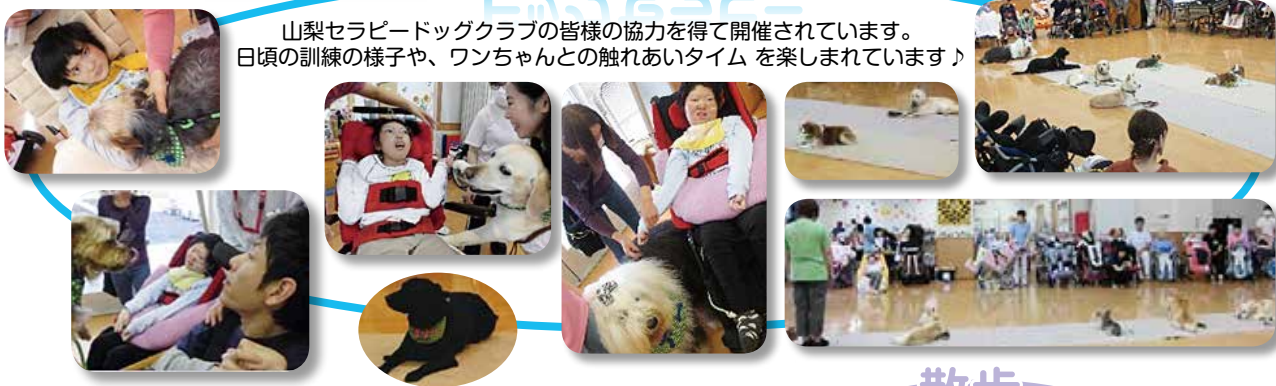 山梨セラピードッグクラブの皆様の協力を得て開催されています。
日頃の訓練の様子や、ワンちゃんとの触れあいタイム を楽しまれています♪
散歩